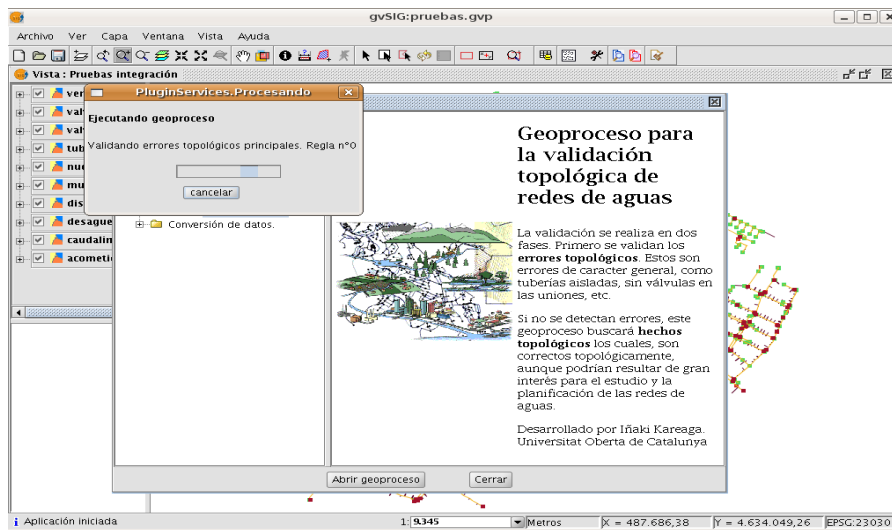 gvSIG:pruebas.gvp
Archivo Ver Capa Ventana Vista Ayuda
Vista : Pruebas integración
PluginServices.Procesando
Ejecutando geoproceso
Validando errores topológicos principales. Regla nº0
cancelar
desague
caudalin
acometi
Conversión de datos.
Geoproceso para
la validación
topológica de
redes de aguas
La validación se realiza en dos
fases. Primero se validan los
errores topológicos. Estos son
errores de caracter general, como
tuberías aisladas, sin válvulas en
las uniones, etc.
Si no se detectan errores, este
geoproceso buscará hechos
topológicos los cuales, son
correctos topológicamente,
aunque podrían resultar de gran
interés para el estudio y la
planificación de las redes de
aguas.
Desarrollado por Iñaki Kareaga.
Universitat Oberta de Catalunya
Abrir geoproceso
Cerrar
Aplicación iniciada
1: 9.345
Metros
X = 487.686,38
Y = 4.634.049,26
EPSG:23030